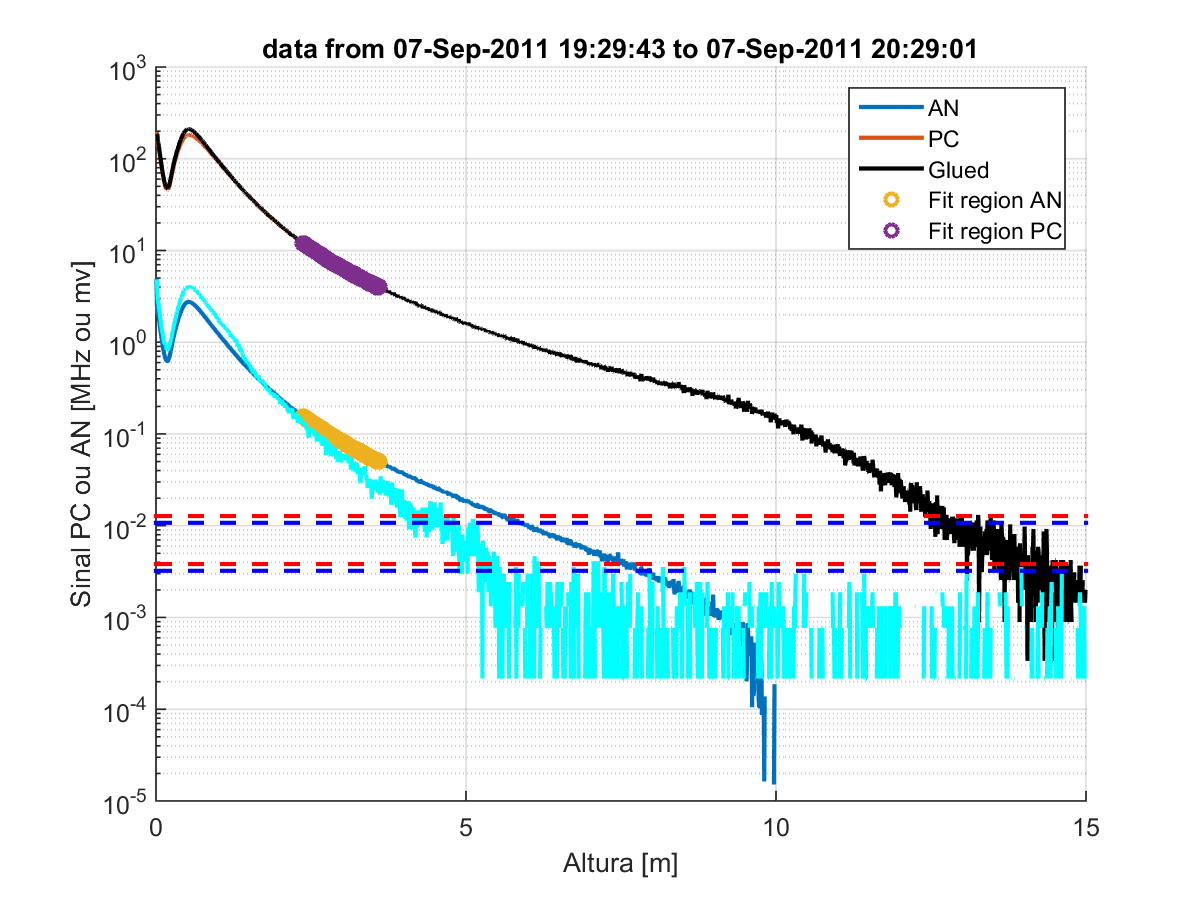 data from 07-Sep-2011 19:29:43 to 07-Sep-2011 20:29:01
AN
PC
Glued
Fit region AN
Fit region PC
Sinal PC ou AN [MHz ou mv]
10^3
10^2
10^1
10^0
10^-1
10^-2
10^-3
10^-4
10^-5
0 5 10 15
Altura [m]